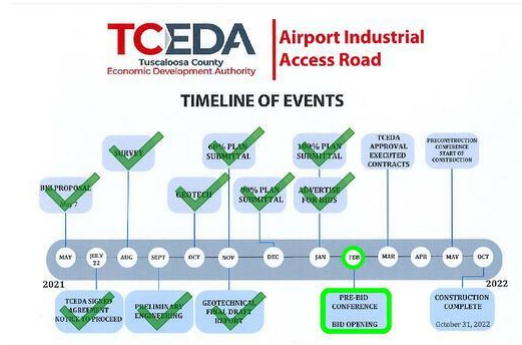 TCEDA
Tuscaloosa County
Economic Development Authority
Airport Industrial
Access Road
TIMELINE OF EVENTS
SURVEY
60% PLAN
SUBMITTAL
100% PLAN
SUBMITTAL
TCEDA
APPROVAL
EXECUTED
CONTRACTS
PRECONSTRUCTION
CONFERENCE
START OF
CONSTRUCTION
PROPOSAL
May 7
GEOTECH
90% PLAN
SUBMITTAL
ADVERTISE
FOR BIDS
MAY
JULY
22
AUG
SEPT
OCT
NOV
DEC
JAN
FEB
MAR
APR
MAY
OCT
2021
2022
TCEDA SIGNED
AGREEMENT
NOTICE TO PROCEED
PRELIMINARY
ENGINEERING
GEOTECHNICAL
FINAL DRAFT
REPORT
PRE-BID
CONFERENCE
BID OPENING
CONSTRUCTION
COMPLETE
October 31, 2022